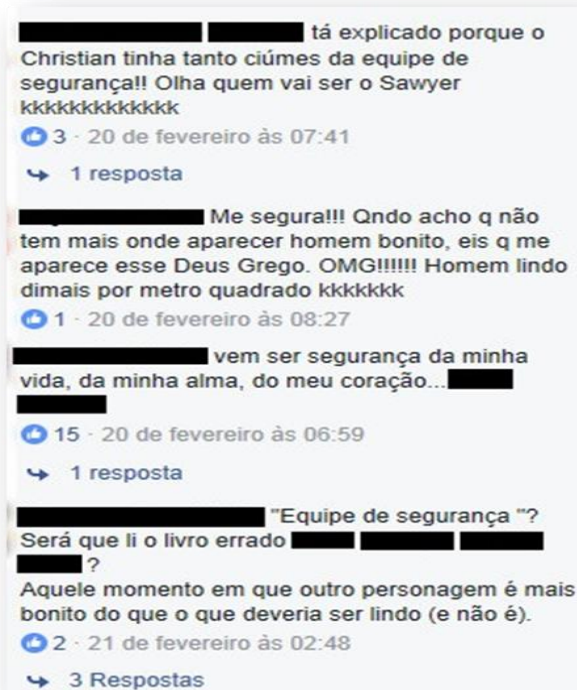 tá explicado porque o
Christian tinha tanto ciúmes da equipe de
segurança!! Olha quem vai ser o Sawyer
kkkkkkkkkkkkk
3 · 20 de fevereiro às 07:41
1 resposta
Me segura!!! Qndo acho q não
tem mais onde aparecer homem bonito, eis q me
aparece esse Deus Grego. OMG!!!!!! Homem lindo
dimais por metro quadrado kkkkkkk
1 · 20 de fevereiro às 08:27
vem ser segurança da minha
vida, da minha alma, do meu coração...
15 · 20 de fevereiro às 06:59
1 resposta
"Equipe de segurança "?
Será que li o livro errado
?
Aquele momento em que outro personagem é mais
bonito do que o que deveria ser lindo (e não é).
2 · 21 de fevereiro às 02:48
3 Respostas